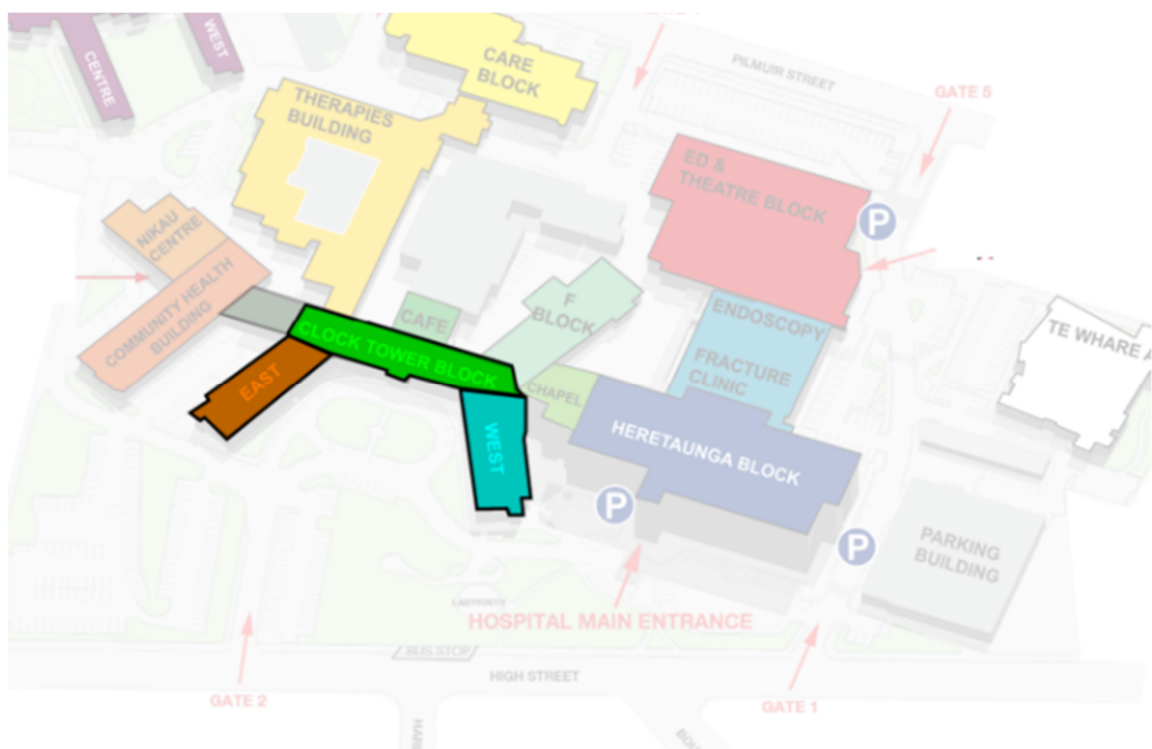 WEST
CENTRE
CARE
BLOCK
PILMUIR STREET
GATE 5
THERAPIES
BUILDING
ED &
THEATRE BLOCK
P
NIKAU
CENTRE
COMMUNITY HEALTH
BUILDING
F
BLOCK
CAFE
ENDOSCOPY
CLOCK TOWER BLOCK
TE WHARE A
FRACTURE
CLINIC
EAST
CHAPEL
WEST
HERETAUNGA BLOCK
P
P
PARKING
BUILDING
LABYRINTH
HOSPITAL MAIN ENTRANCE
BUS STOP
HIGH STREET
GATE 2
GATE 1